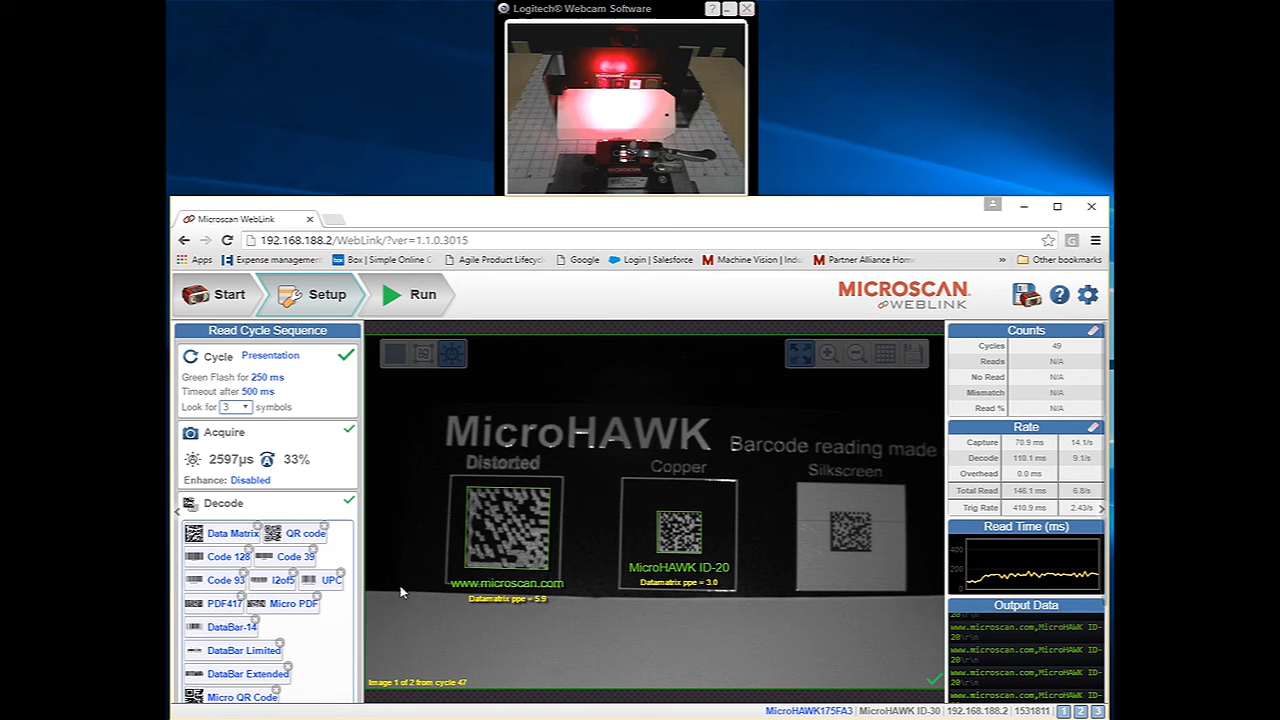 Logitech® Webcam Software
Microscan WebLink
192.168.188.2/WebLink/?ver=1.1.0.3015
Apps Expense management Box | Simple Online C Agile Product Lifecycl Google Login | Salesforce Machine Vision | Indu Partner Alliance Home » Other bookmarks
Start Setup Run
MICROSCAN®
WEBLINK
Read Cycle Sequence
Cycle Presentation
Green Flash for 250 ms
Timeout after 500 ms
Look for 3 symbols
Acquire
2597µs 33%
Enhance: Disabled
Decode
Data Matrix QR code
Code 128 Code 39
Code 93 I2of5 UPC
PDF417 Micro PDF
DataBar-14
DataBar Limited
DataBar Extended
Micro QR Code
MicroHAWK
Barcode reading made
Distorted Copper Silkscreen
www.microscan.com
Datamatrix ppe = 5.9
MicroHAWK ID-20
Datamatrix ppe = 3.0
Image 1 of 2 from cycle 47
Counts
Cycles 49
Reads N/A
No Read N/A
Mismatch N/A
Read % N/A
Rate
Capture 70.9 ms 14.1/s
Decode 110.1 ms 9.1/s
Overhead 0.0 ms
Total Read 146.1 ms 6.8/s
Trig Rate 410.9 ms 2.43/s
Read Time (ms)
400
200
0
Output Data
20\r\n
www.microscan.com,MicroHAWK ID-
20\r\n
www.microscan.com,MicroHAWK ID-
20\r\n
www.microscan.com,MicroHAWK ID-
20\r\n
www.microscan.com,MicroHAWK ID-
MicroHAWK175FA3 | MicroHAWK ID-30 | 192.168.188.2 | 1531811 | 1 2 3